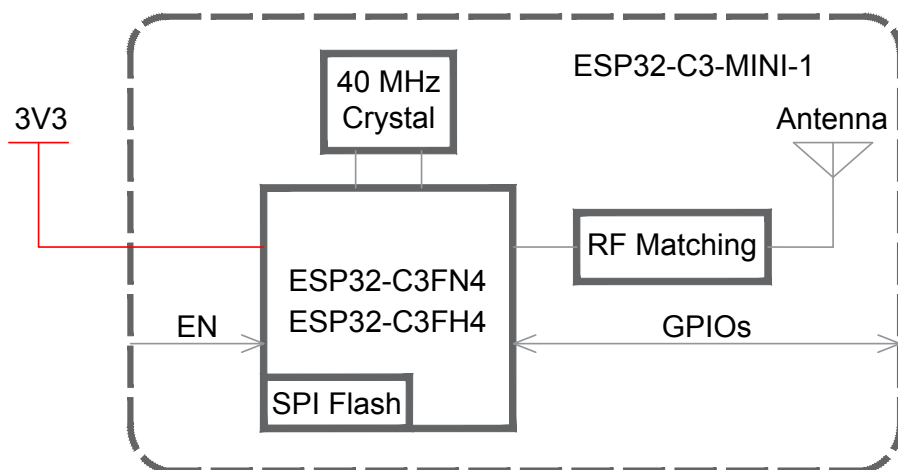 ESP32-C3-MINI-1
40 MHz
Crystal
3V3
Antenna
RF Matching
ESP32-C3FN4
ESP32-C3FH4
EN
GPIOs
SPI Flash